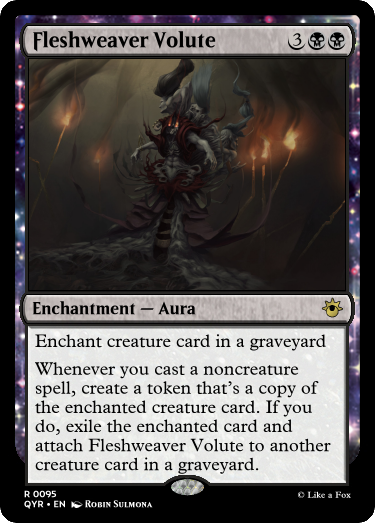 Fleshweaver Volute 3
Enchantment — Aura
Enchant creature card in a graveyard
Whenever you cast a noncreature
spell, create a token that's a copy of
the enchanted creature card. If you
do, exile the enchanted card and
attach Fleshweaver Volute to another
creature card in a graveyard.
R 0095
QYR • EN Robin Sulmona
© Like a Fox